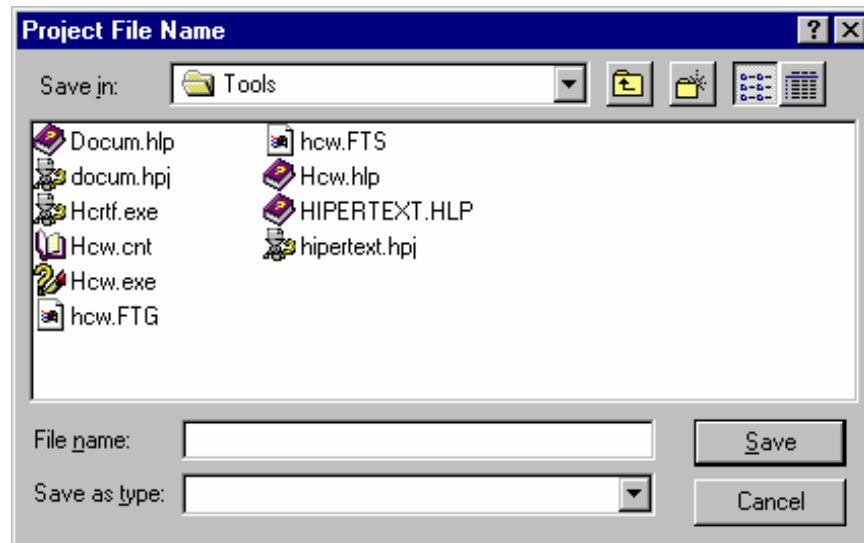 Project File Name
Save in: Tools
Docum.hlp
docum.hpj
Hcrtf.exe
Hcw.cnt
Hcw.exe
hcw.FTG
hcw.FTS
Hcw.hlp
HIPERTEXT.HLP
hipertext.hpj
File name:
Save
Save as type:
Cancel